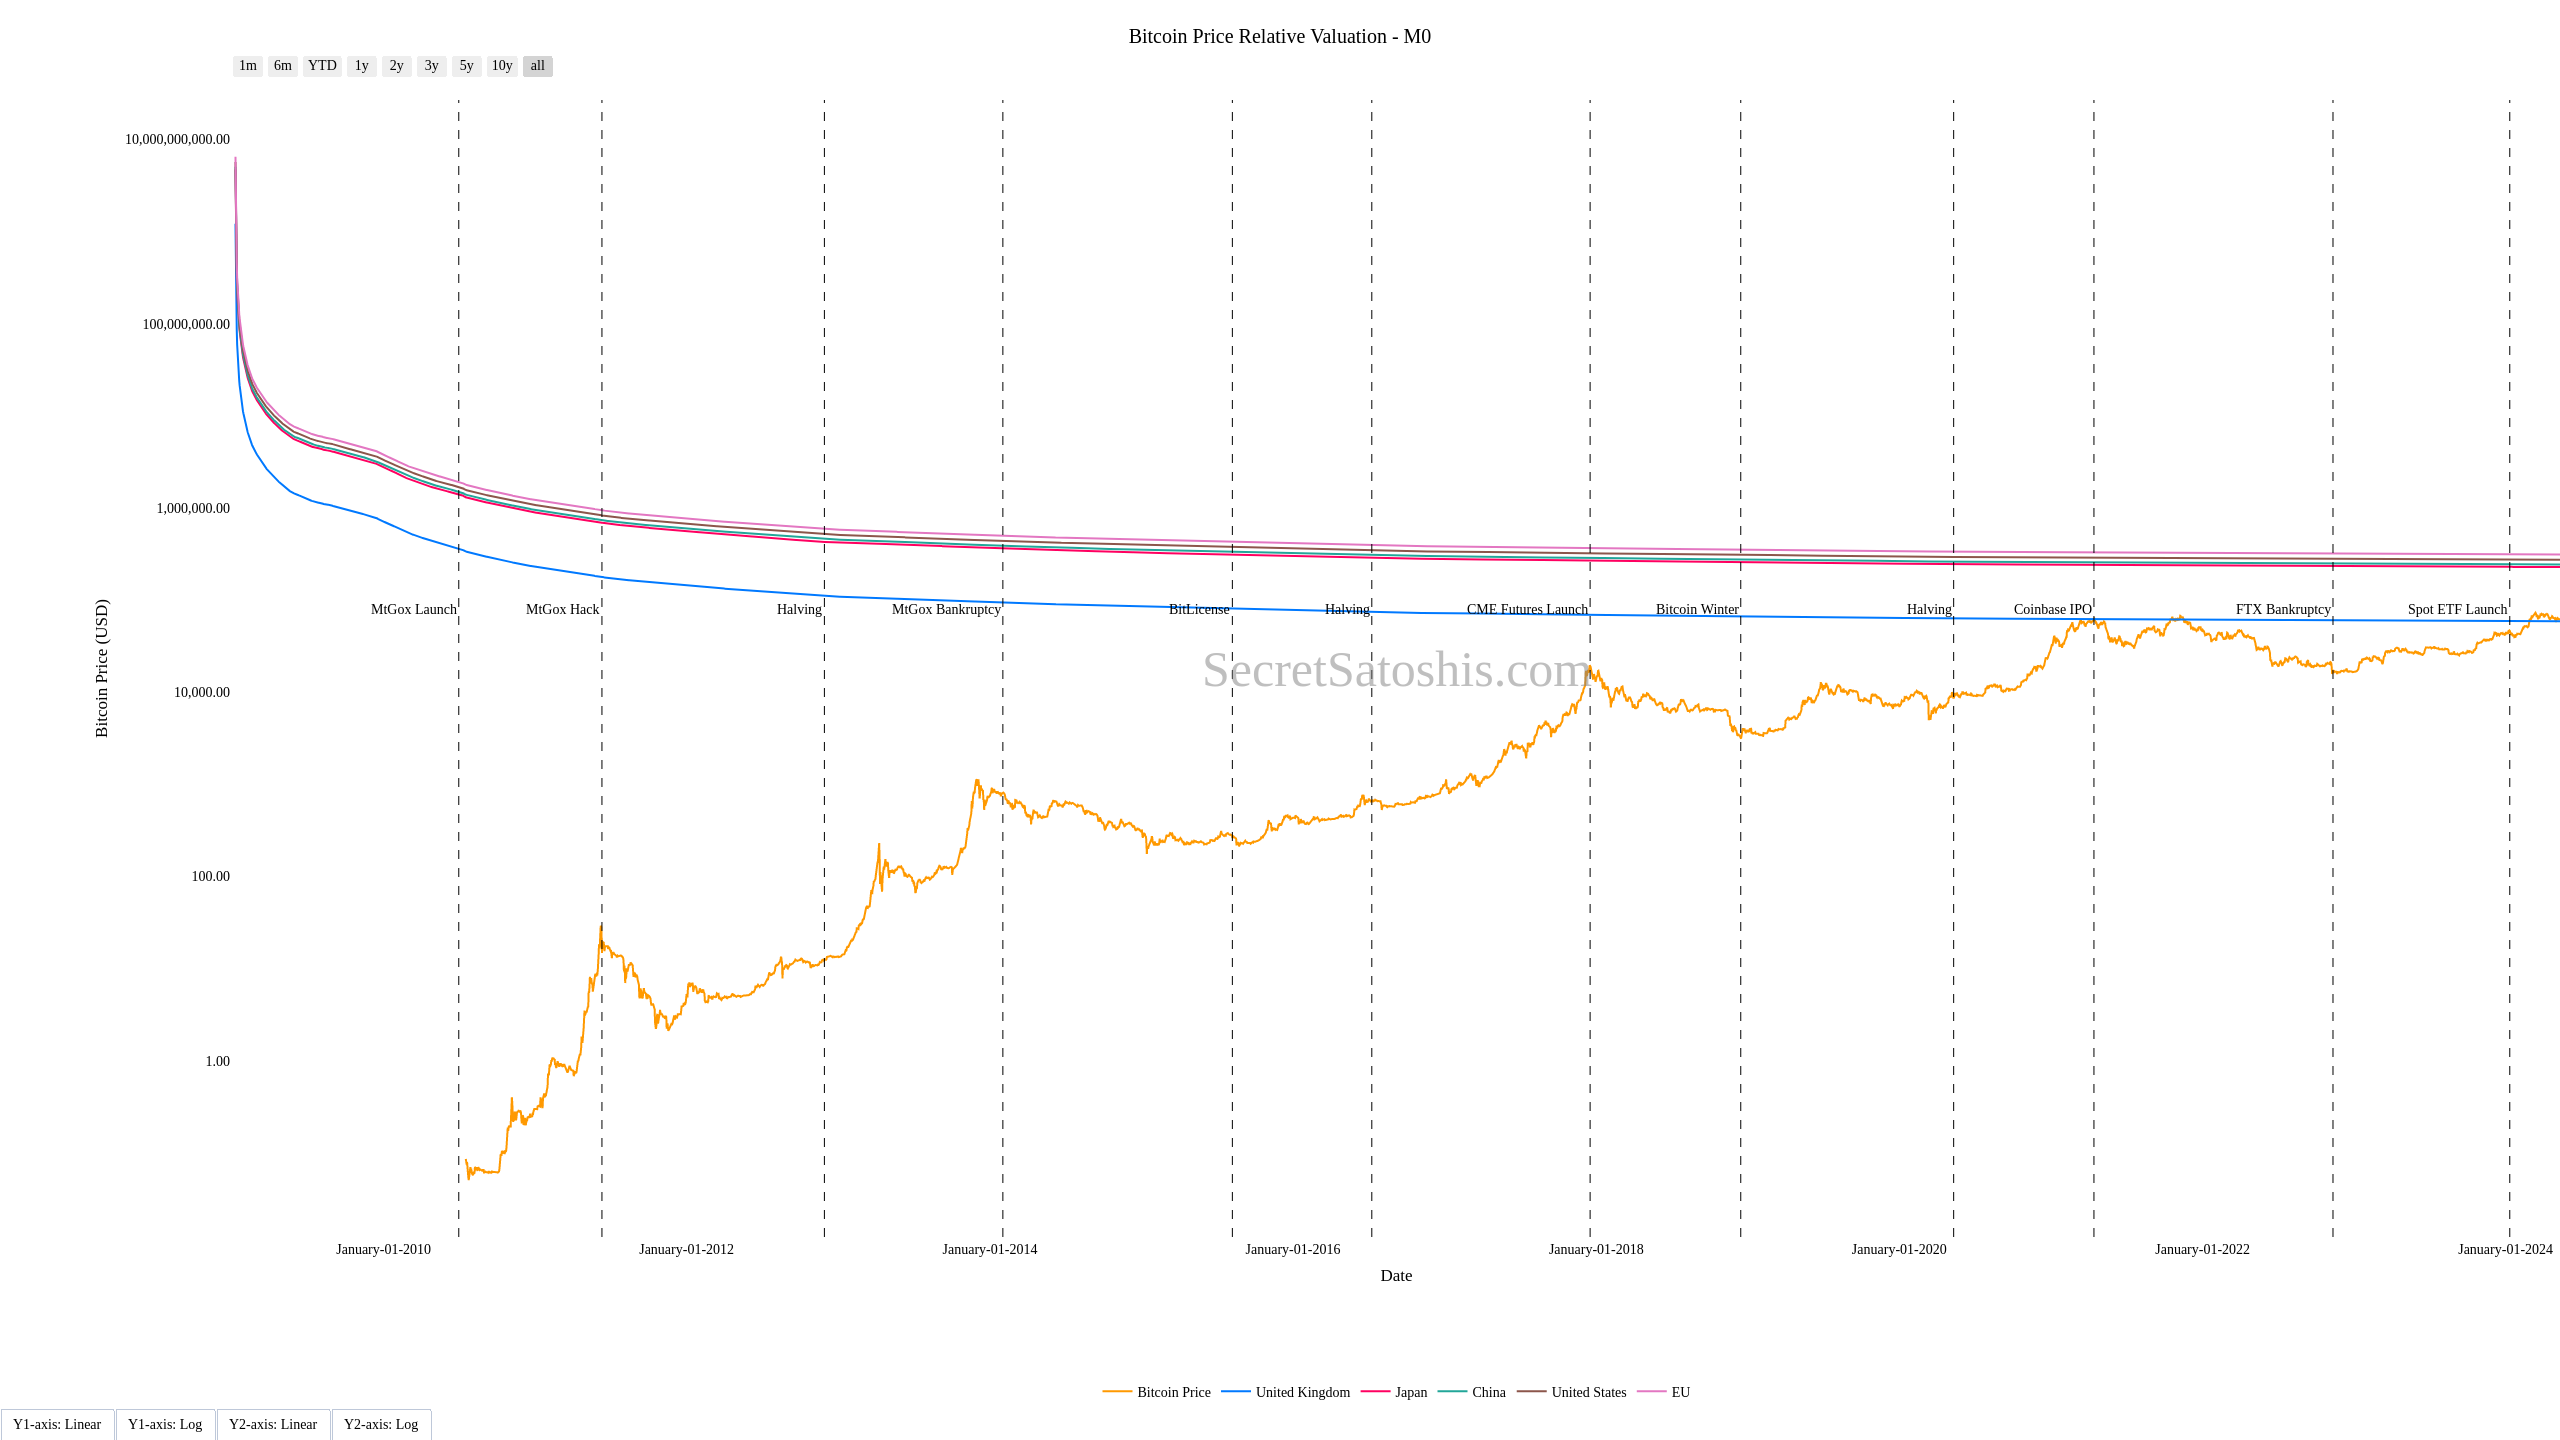 Bitcoin Price Relative Valuation - M0
1m 6m YTD 1y 2y 3y 5y 10y all
10,000,000,000.00
100,000,000.00
1,000,000.00
10,000.00
100.00
1.00
Bitcoin Price (USD)
MtGox Launch MtGox Hack Halving MtGox Bankruptcy BitLicense Halving CME Futures Launch Bitcoin Winter Halving Coinbase IPO FTX Bankruptcy Spot ETF Launch
SecretSatoshis.com
January-01-2010 January-01-2012 January-01-2014 January-01-2016 January-01-2018 January-01-2020 January-01-2022 January-01-2024
Date
Bitcoin Price United Kingdom Japan China United States EU
Y1-axis: Linear Y1-axis: Log Y2-axis: Linear Y2-axis: Log